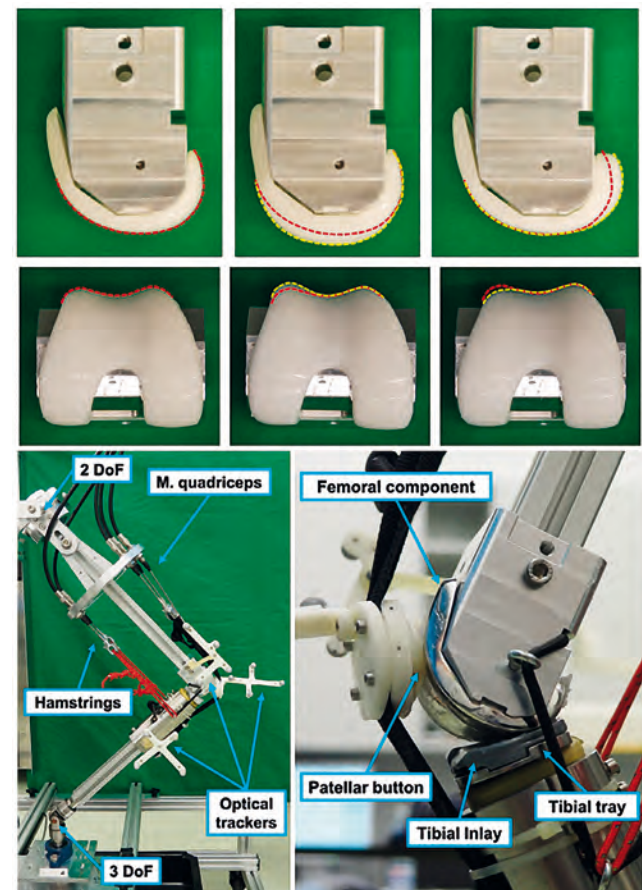 2 DoF
M. quadriceps
Hamstrings
Optical
trackers
3 DoF
Femoral component
Patellar button
Tibial Inlay
Tibial tray